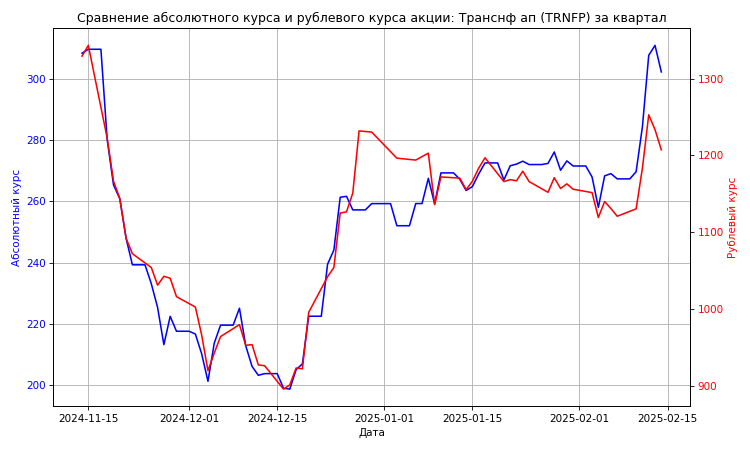 Сравнение абсолютного курса и рублевого курса акции: Транснф ап (TRNFP) за квартал
Абсолютный курс
300
280
260
240
220
200
1300
1200
1100
1000
900
Рублевый курс
2024-11-15 2024-12-01 2024-12-15 2025-01-01 2025-01-15 2025-02-01 2025-02-15
Дата